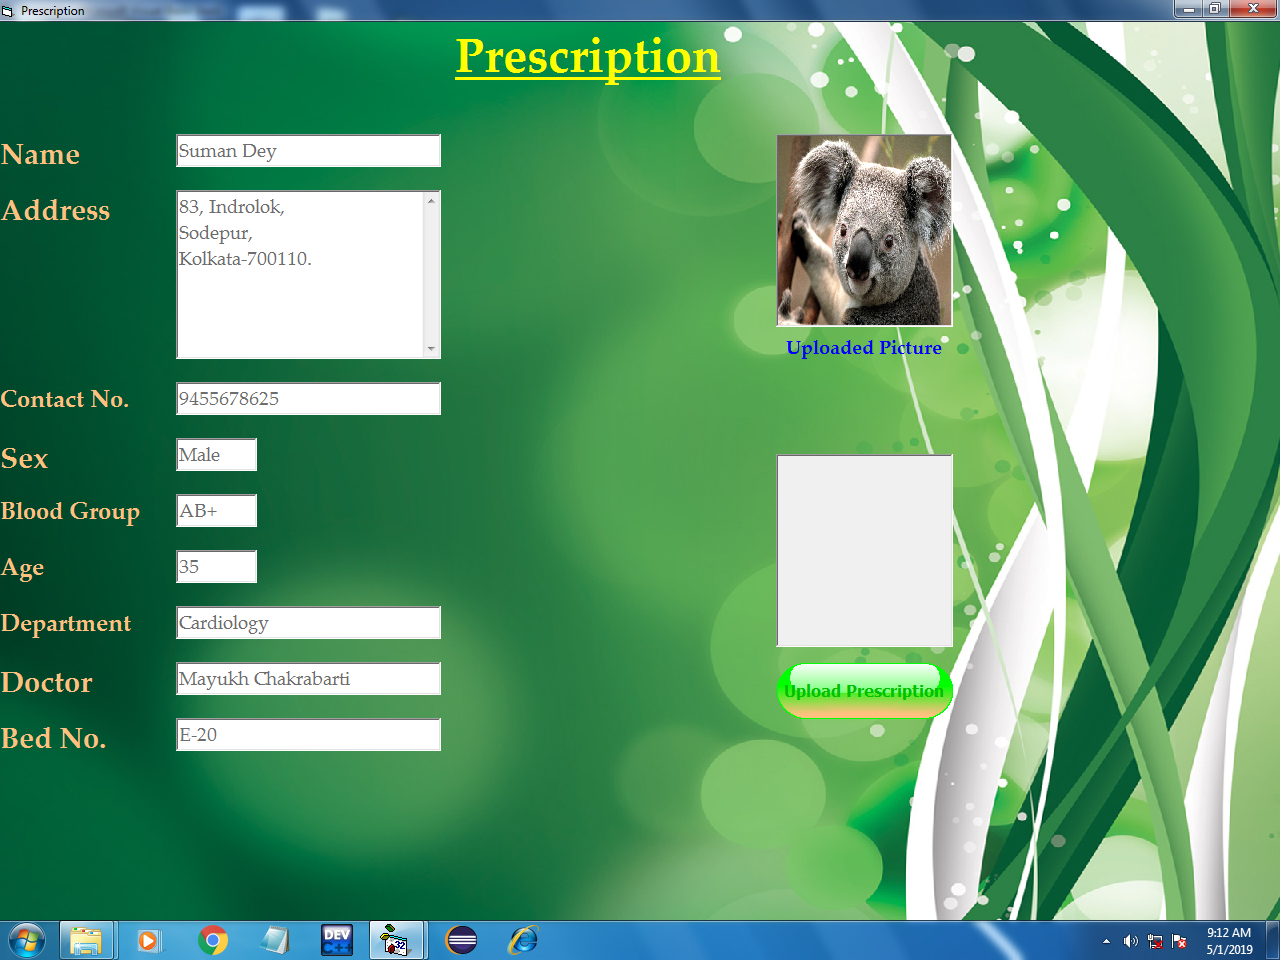 Prescription
Prescription
Name
Suman Dey
Address
83, Indrolok,
Sodepur,
Kolkata-700110.
Uploaded Picture
Contact No.
9455678625
Sex
Male
Blood Group
AB+
Age
35
Department
Cardiology
Doctor
Mayukh Chakrabarti
Upload Prescription
Bed No.
E-20
DEV
C++
32
9:12 AM
5/1/2019